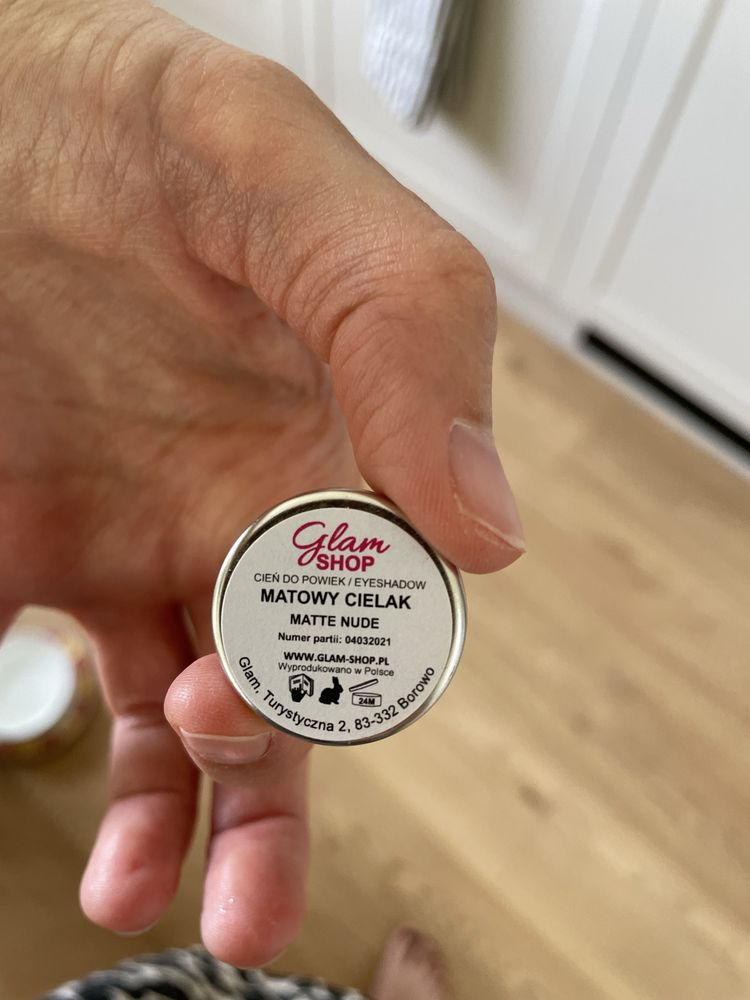 Glam
SHOP
CIEŃ DO POWIEK / EYESHADOW
MATOWY CIELAK
MATTE NUDE
Numer partii: 04032021
WWW.GLAM-SHOP.PL
Wyprodukowano w Polsce
24M
Glam, Turystyczna 2, 83-332 Borowo